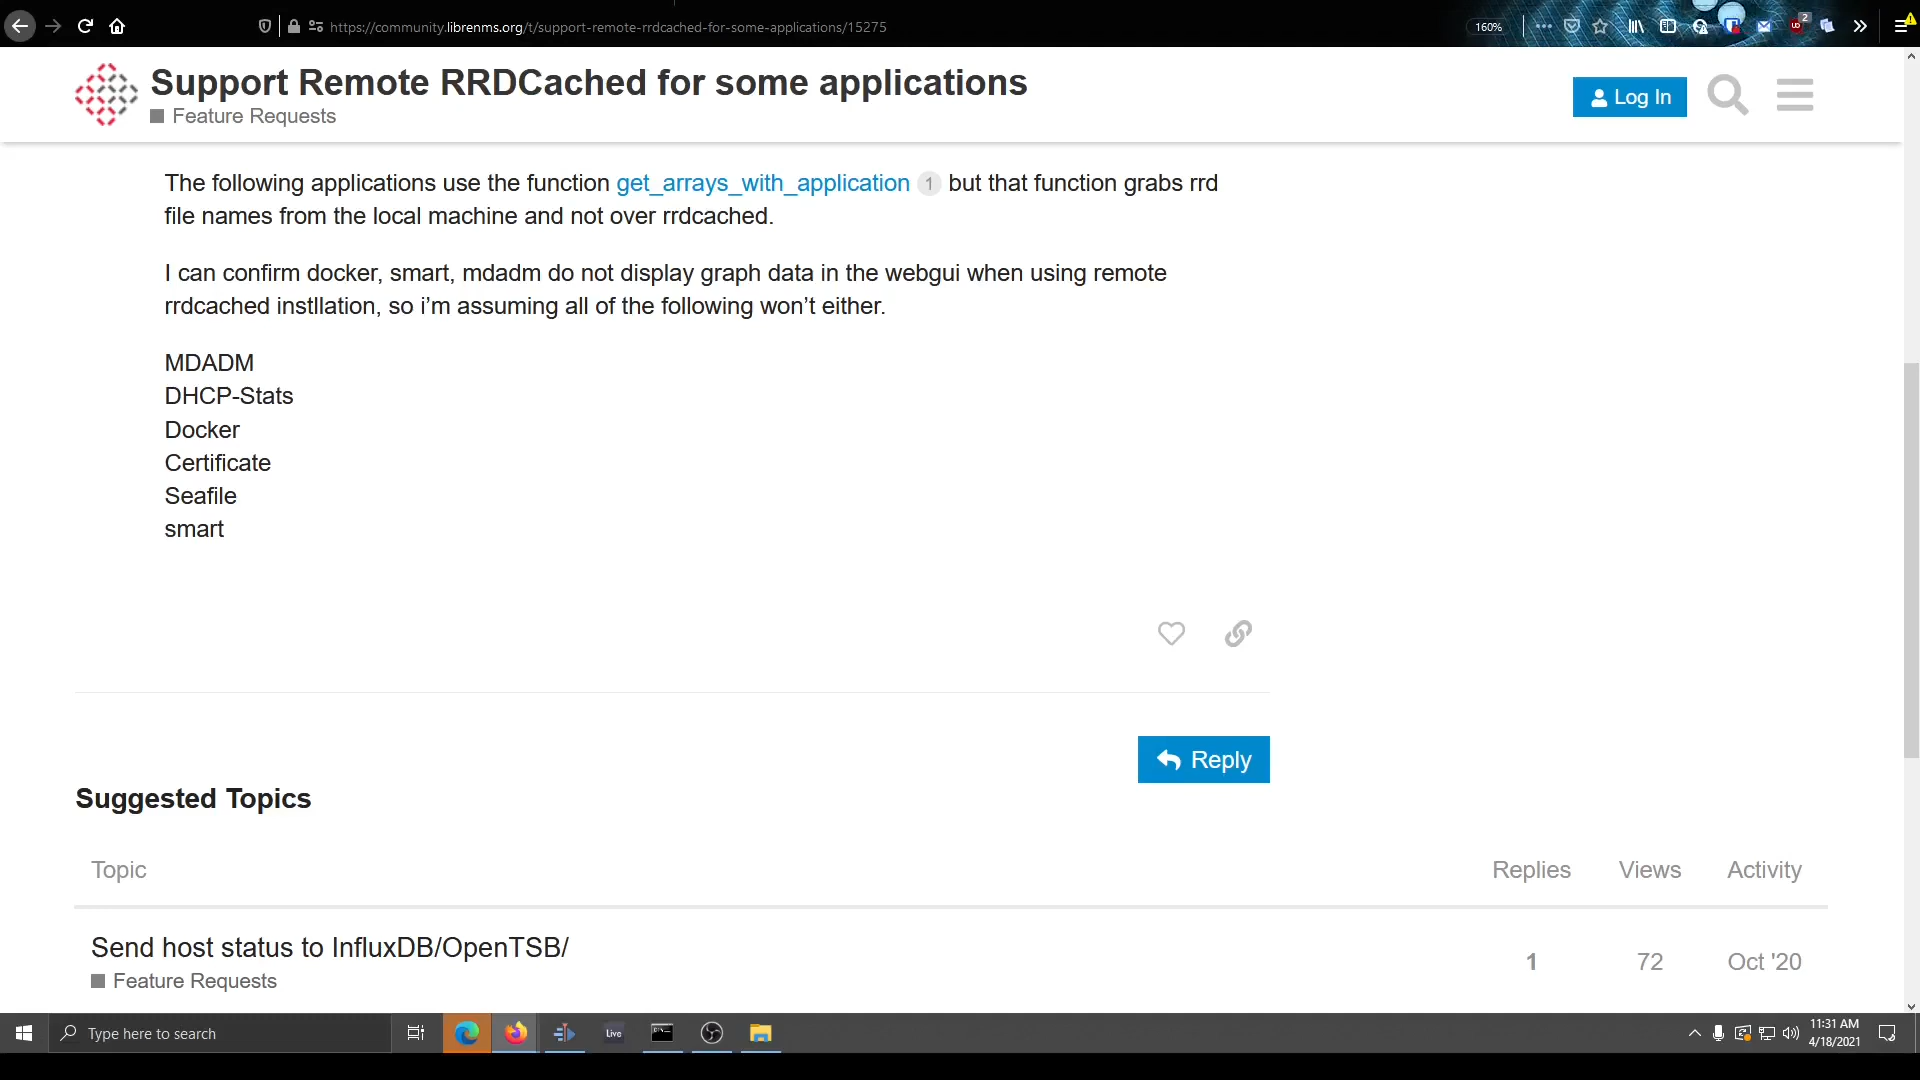 https://community.librenms.org/t/support-remote-rrdcached-for-some-applications/15275
160%
2
Support Remote RRDCached for some applications
Feature Requests
Log In
The following applications use the function get_arrays_with_application 1 but that function grabs rrd
file names from the local machine and not over rrdcached.
I can confirm docker, smart, mdadm do not display graph data in the webgui when using remote
rrdcached instllation, so i’m assuming all of the following won’t either.
MDADM
DHCP-Stats
Docker
Certificate
Seafile
smart
Reply
Suggested Topics
Topic Replies Views Activity
Send host status to InfluxDB/OpenTSB/
Feature Requests
1 72 Oct '20
Type here to search
Live
11:31 AM
4/18/2021